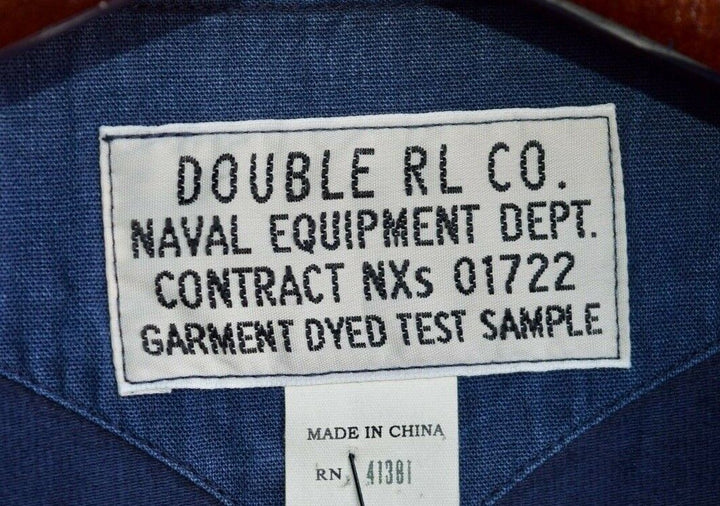 DOUBLE RL CO.
NAVAL EQUIPMENT DEPT.
CONTRACT NXs 01722
GARMENT DYED TEST SAMPLE
MADE IN CHINA
RN 41381